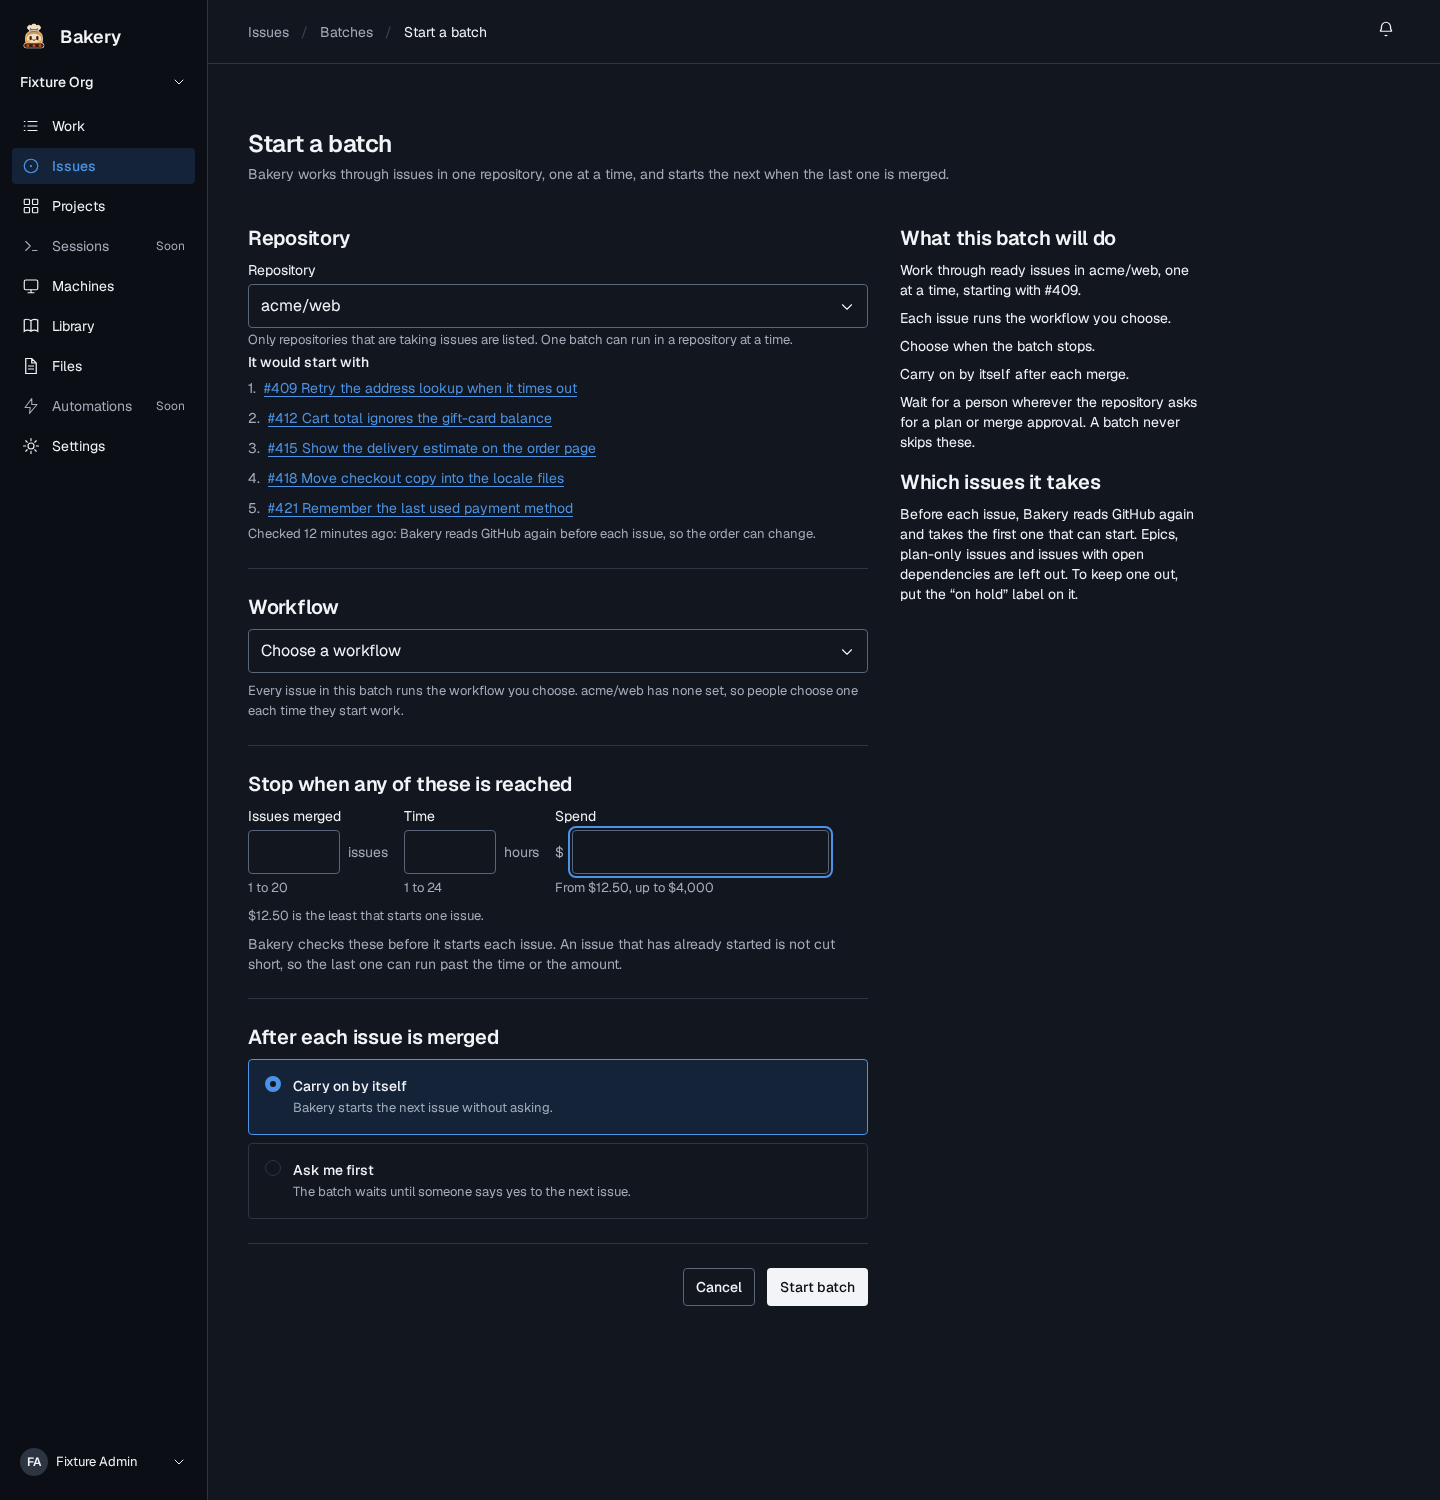 Bakery
Fixture Org
Work
Issues
Projects
Sessions Soon
Machines
Library
Files
Automations Soon
Settings
FA Fixture Admin
Issues / Batches / Start a batch
Start a batch
Bakery works through issues in one repository, one at a time, and starts the next when the last one is merged.
Repository
Repository
acme/web
Only repositories that are taking issues are listed. One batch can run in a repository at a time.
It would start with
1. #409 Retry the address lookup when it times out
2. #412 Cart total ignores the gift-card balance
3. #415 Show the delivery estimate on the order page
4. #418 Move checkout copy into the locale files
5. #421 Remember the last used payment method
Checked 12 minutes ago: Bakery reads GitHub again before each issue, so the order can change.
Workflow
Choose a workflow
Every issue in this batch runs the workflow you choose. acme/web has none set, so people choose one
each time they start work.
Stop when any of these is reached
Issues merged Time Spend
issues hours $
1 to 20 1 to 24 From $12.50, up to $4,000
$12.50 is the least that starts one issue.
Bakery checks these before it starts each issue. An issue that has already started is not cut
short, so the last one can run past the time or the amount.
After each issue is merged
Carry on by itself
Bakery starts the next issue without asking.
Ask me first
The batch waits until someone says yes to the next issue.
Cancel Start batch
What this batch will do
Work through ready issues in acme/web, one
at a time, starting with #409.
Each issue runs the workflow you choose.
Choose when the batch stops.
Carry on by itself after each merge.
Wait for a person wherever the repository asks
for a plan or merge approval. A batch never
skips these.
Which issues it takes
Before each issue, Bakery reads GitHub again
and takes the first one that can start. Epics,
plan-only issues and issues with open
dependencies are left out. To keep one out,
put the “on hold” label on it.